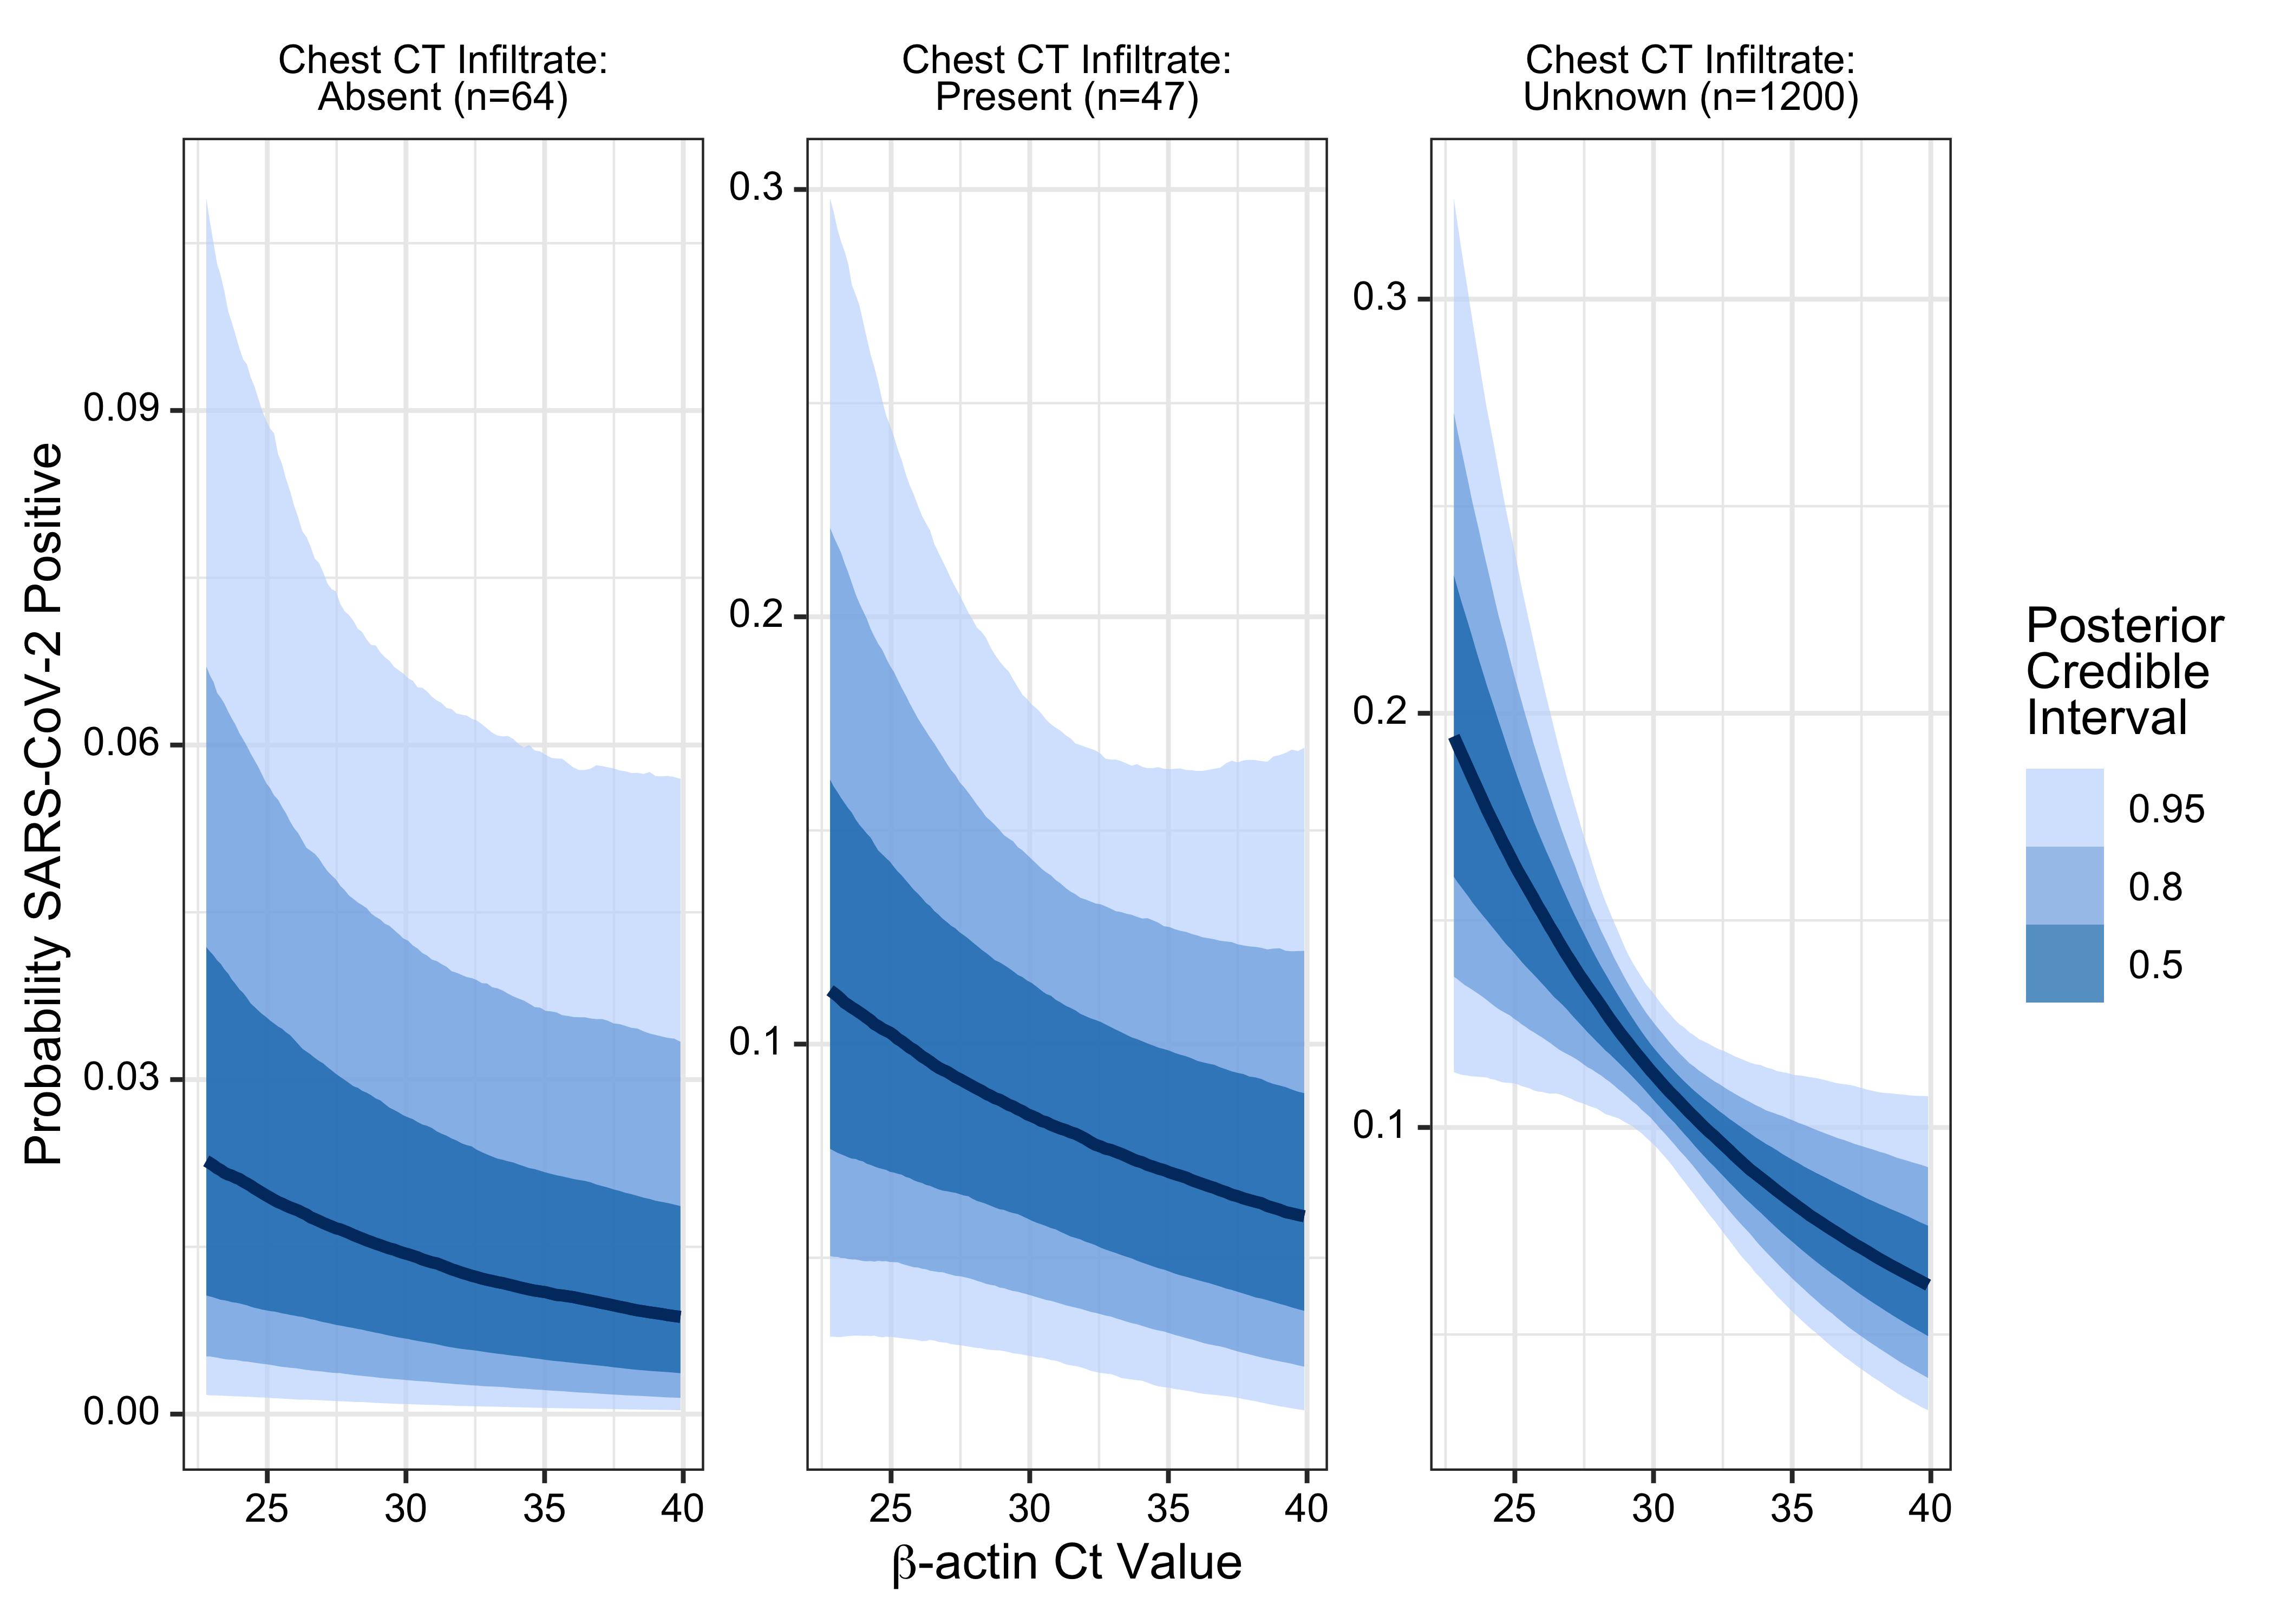 Chest CT Infiltrate:
Absent (n=64)
Chest CT Infiltrate:
Present (n=47)
Chest CT Infiltrate:
Unknown (n=1200)
Probability SARS-CoV-2 Positive
0.09
0.06
0.03
0.00
25 30 35 40
0.3
0.2
0.1
25 30 35 40
0.3
0.2
0.1
25 30 35 40
β-actin Ct Value
Posterior
Credible
Interval
0.95
0.8
0.5